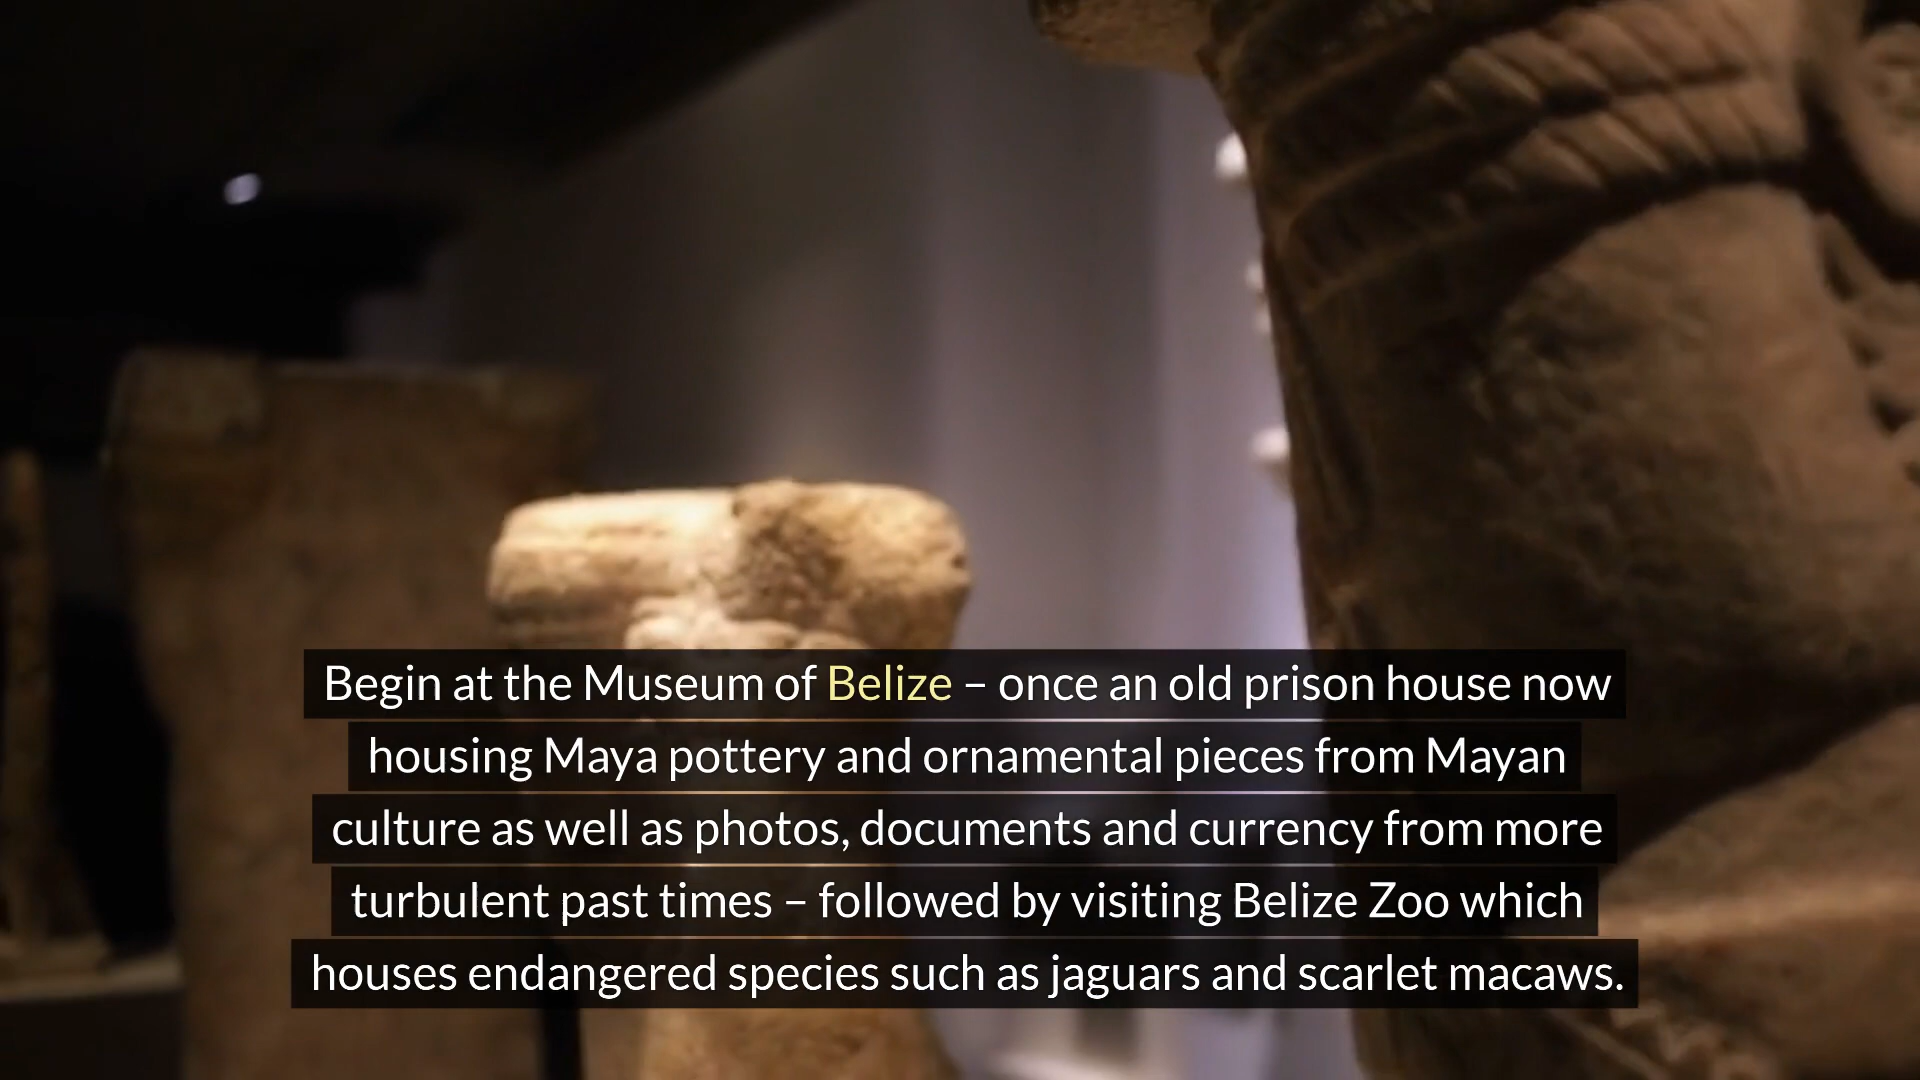 Begin at the Museum of Belize – once an old prison house now
housing Maya pottery and ornamental pieces from Mayan
culture as well as photos, documents and currency from more
turbulent past times – followed by visiting Belize Zoo which
houses endangered species such as jaguars and scarlet macaws.